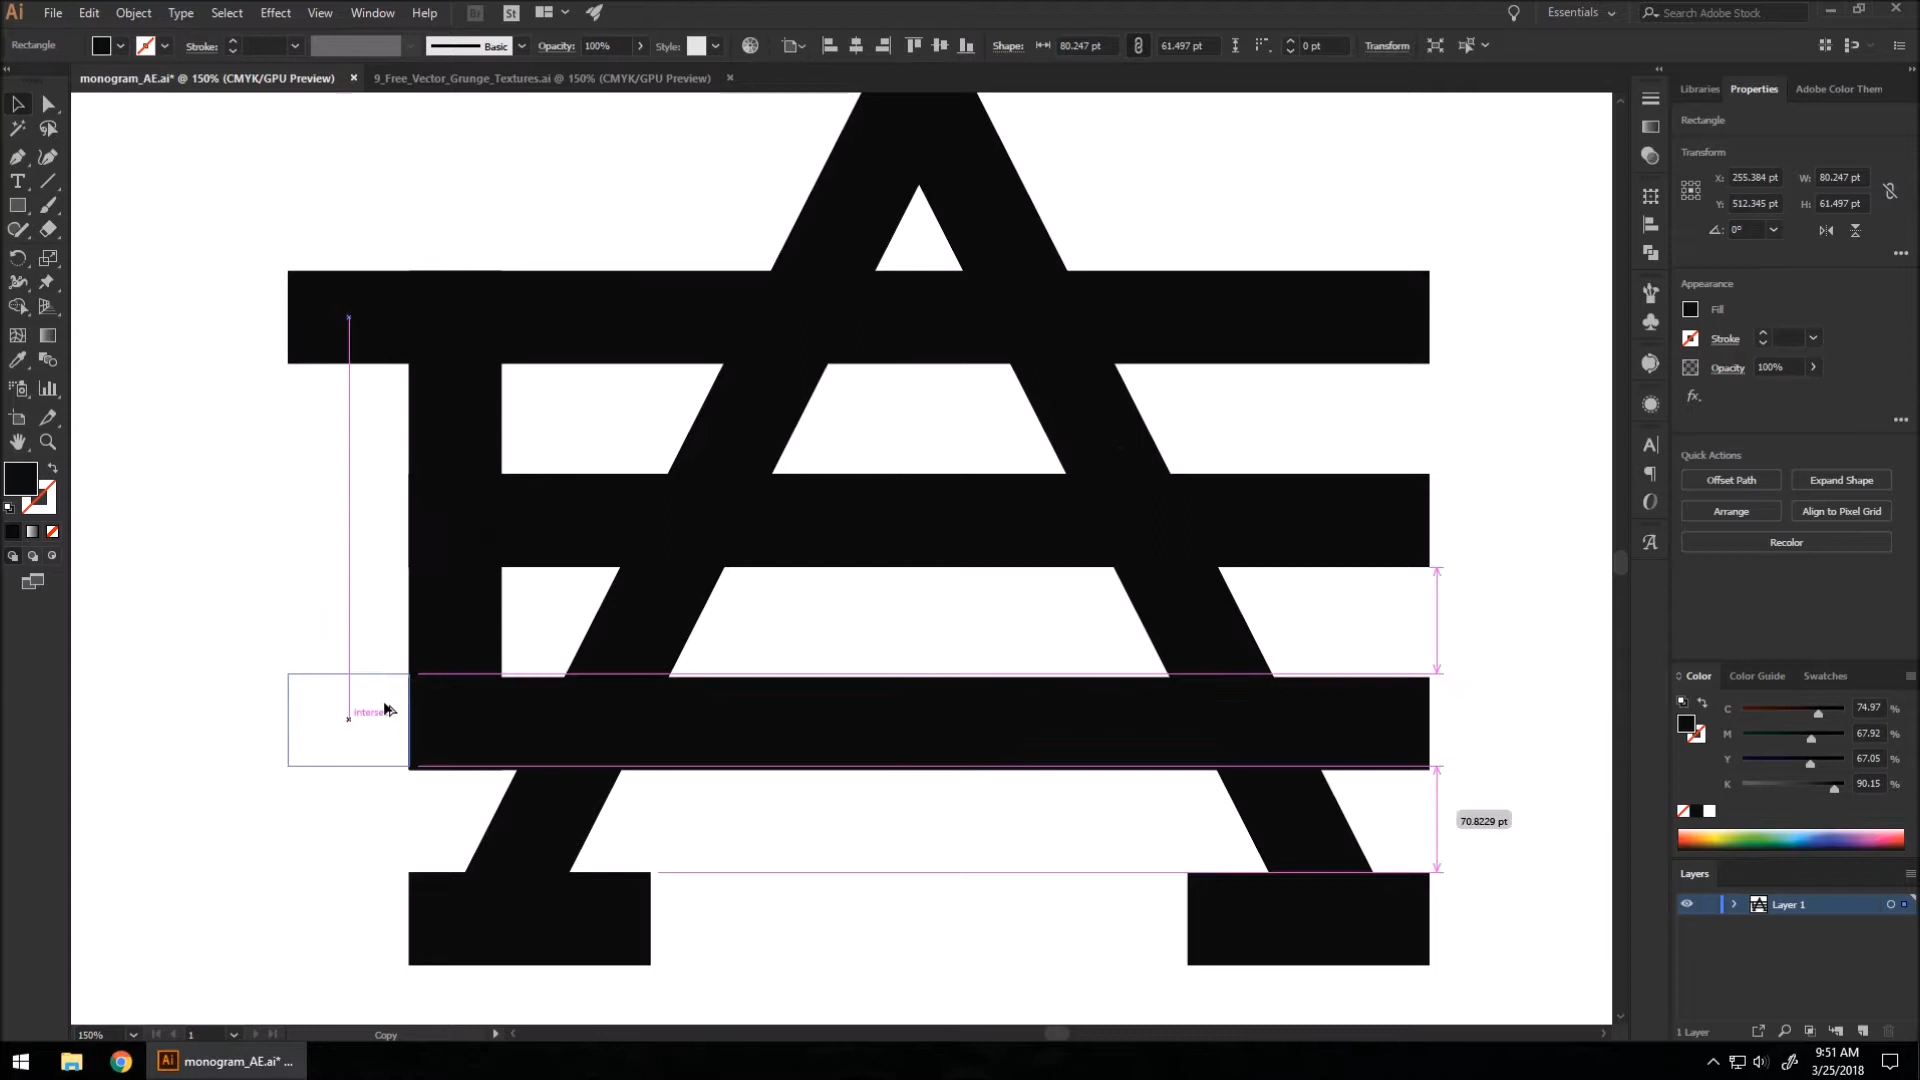 Ai File Edit Object Type Select Effect View Window Help Br St Essentials Search Adobe Stock
Rectangle Stroke: Basic Opacity: 100% Style: Shape: 80.247 pt 61.497 pt 0 pt Transform
monogram_AE.ai* @ 150% (CMYK/GPU Preview) × 9_Free_Vector_Grunge_Textures.ai @ 150% (CMYK/GPU Preview) ×
Libraries Properties Adobe Color Them
Rectangle
Transform
X: 255.384 pt W: 80.247 pt
Y: 512.345 pt H: 61.497 pt
0°
Appearance
Fill
Stroke
Opacity 100%
fx.
Quick Actions
Offset Path Expand Shape
Arrange Align to Pixel Grid
Recolor
70.8229 pt
Color Color Guide Swatches
C 74.97 %
M 67.92 %
Y 67.05 %
K 90.15 %
Layers
Layer 1
1 Layer
150% 1 Copy
Ai monogram_AE.ai* ...
9:51 AM
3/25/2018